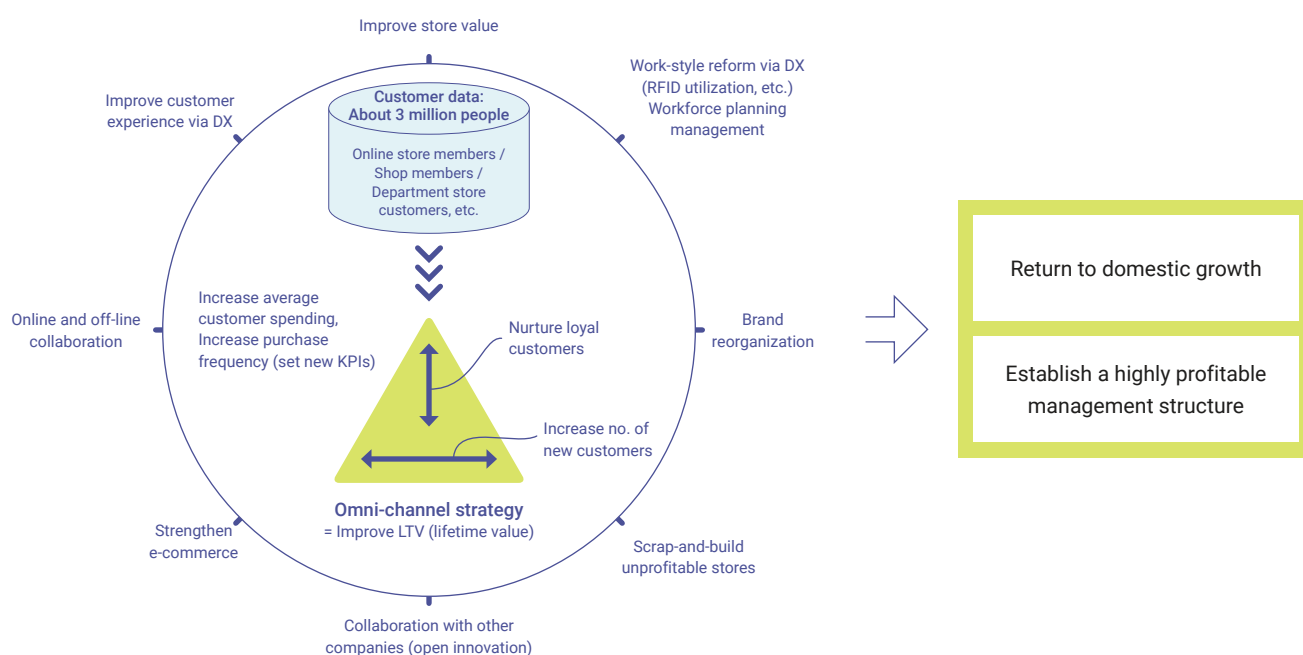 Improve store value
Work-style reform via DX
(RFID utilization, etc.)
Workforce planning
management
Improve customer
experience via DX
Customer data:
About 3 million people
Online store members /
Shop members /
Department store
customers, etc.
Increase average
customer spending,
Increase purchase
frequency (set new KPIs)
Online and off-line
collaboration
Nurture loyal
customers
Brand
reorganization
Increase no. of
new customers
Omni-channel strategy
= Improve LTV (lifetime value)
Strengthen
e-commerce
Scrap-and-build
unprofitable stores
Collaboration with other
companies (open innovation)
Return to domestic growth
Establish a highly profitable
management structure